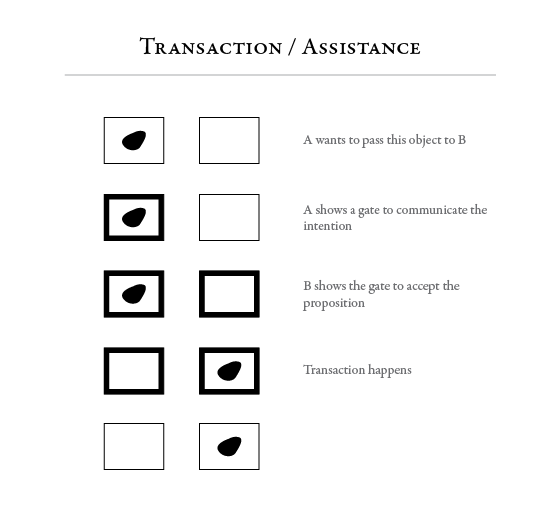 Transaction / Assistance
A wants to pass this object to B
A shows a gate to communicate the
intention
B shows the gate to accept the
proposition
Transaction happens